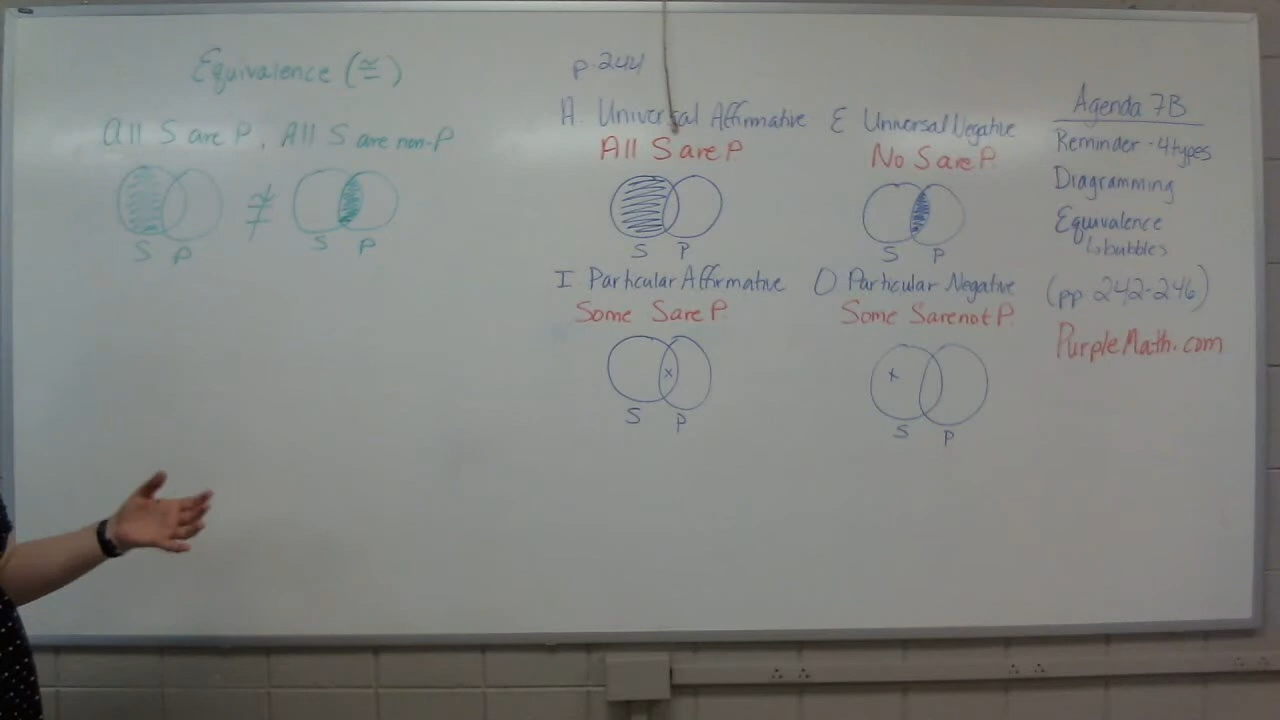 Equivalence (≅)
All S are P, All S are non-P
≇
S P
S P
p. 244
A. Universal Affirmative
All S are P
S P
E Universal Negative
No S are P.
S P
I Particular Affirmative
Some S are P.
x
S P
O Particular Negative
Some S are not P.
x
S P
Agenda 7B
Reminder - 4 types
Diagramming
Equivalence
↳ bubbles
(pp 242-246)
PurpleMath.com